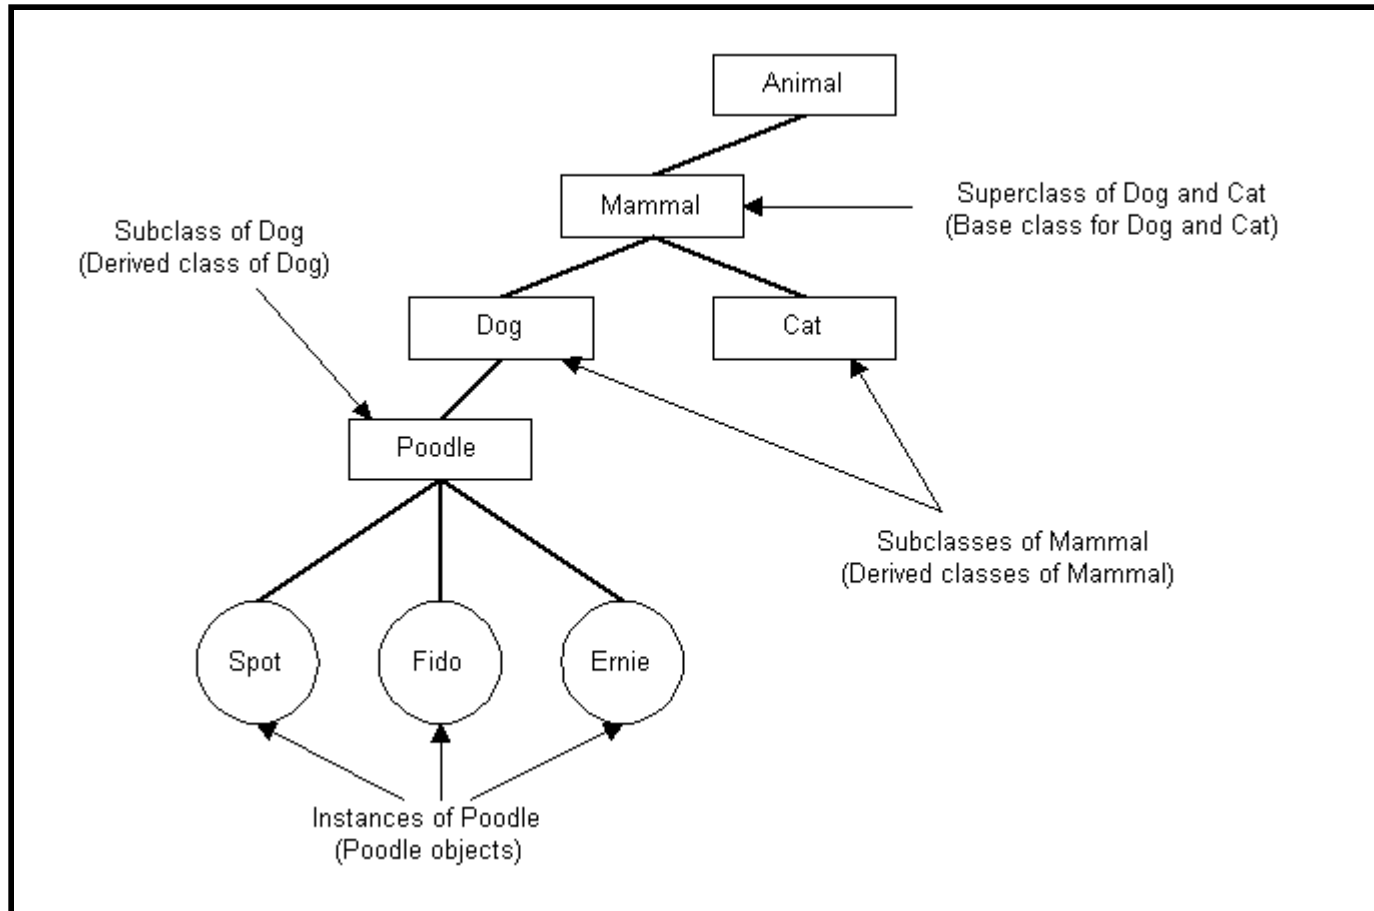 Animal
Mammal
Superclass of Dog and Cat
(Base class for Dog and Cat)
Subclass of Dog
(Derived class of Dog)
Dog
Cat
Poodle
Subclasses of Mammal
(Derived classes of Mammal)
Spot
Fido
Ernie
Instances of Poodle
(Poodle objects)